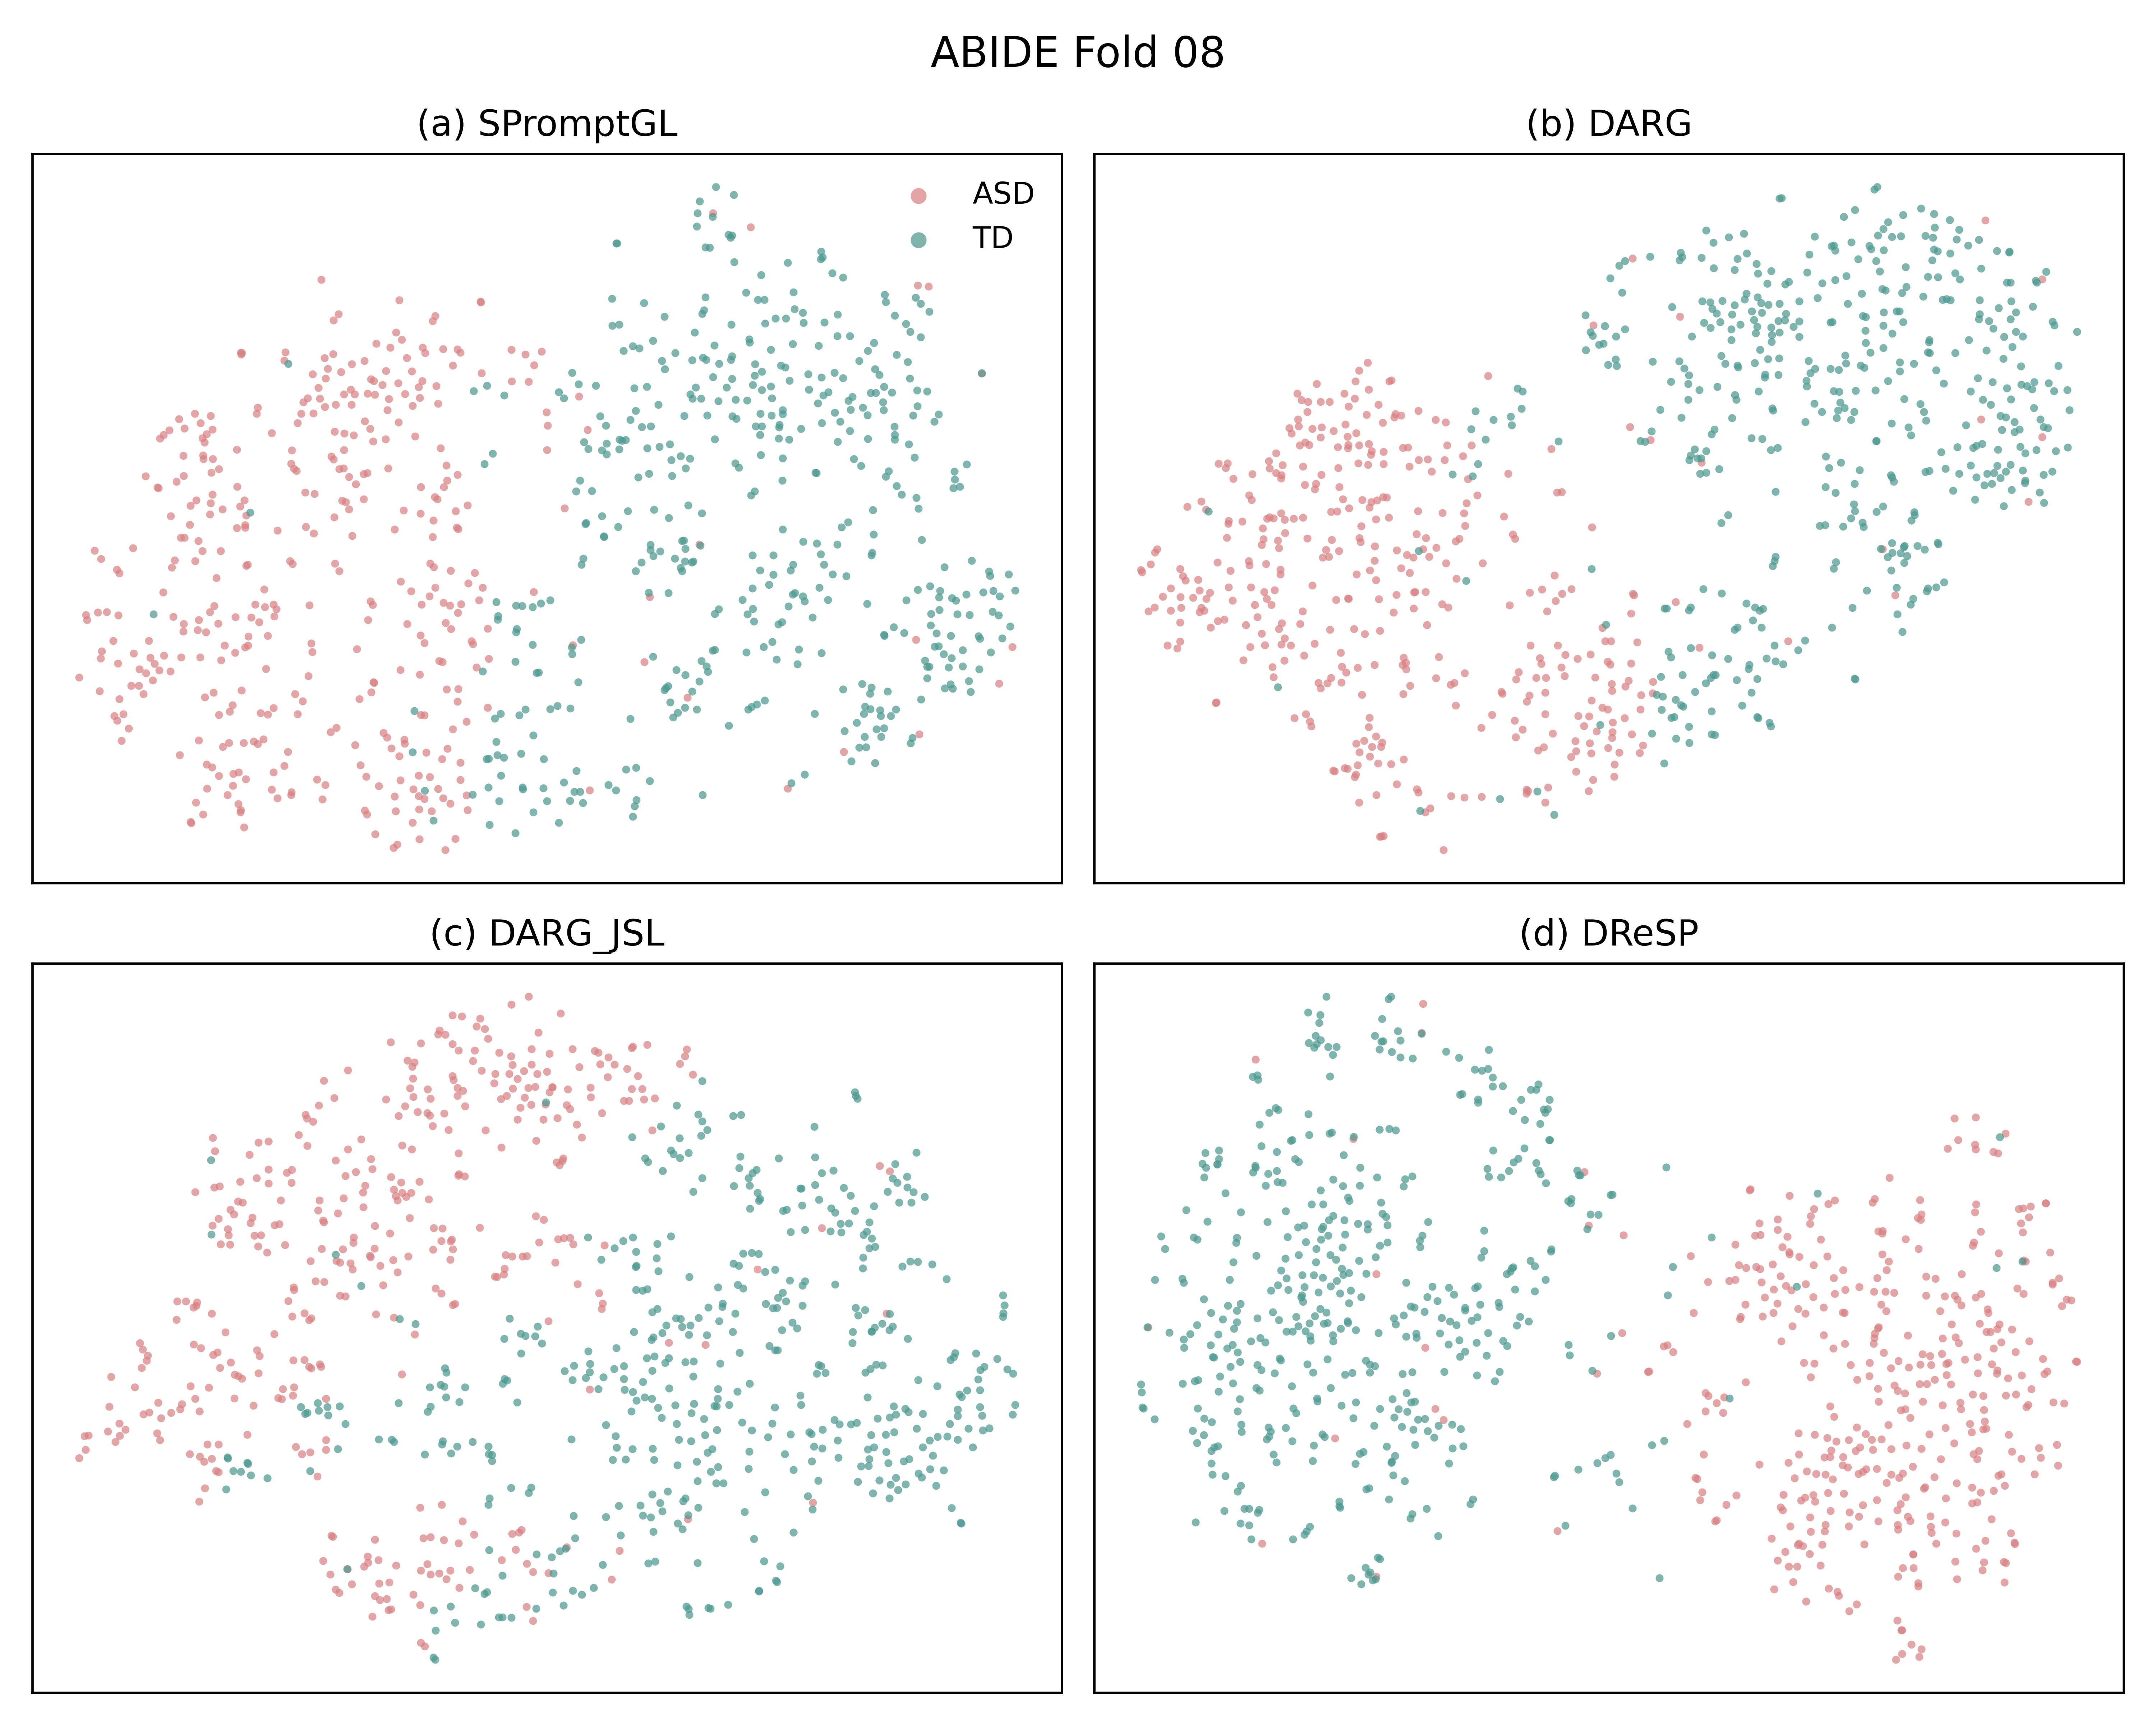 ABIDE Fold 08
(a) SPromptGL
(b) DARG
ASD
TD
(c) DARG_JSL
(d) DReSP